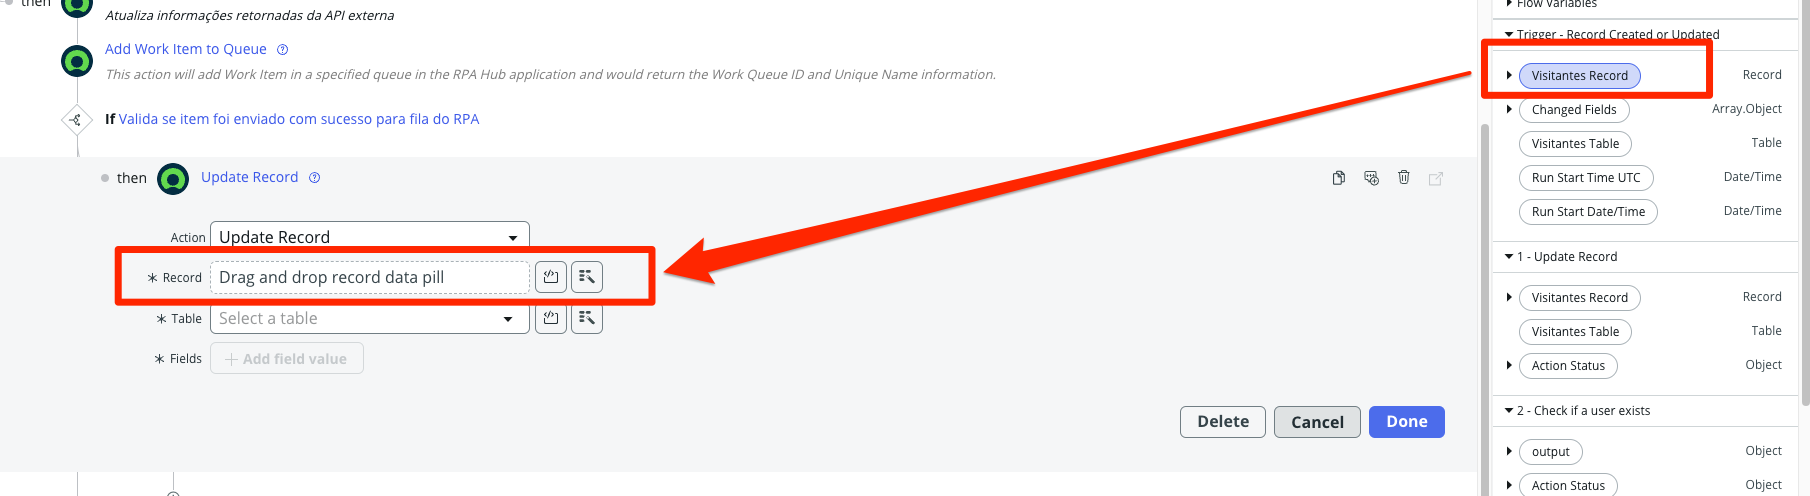 then
Atualiza informações retornadas da API externa
Add Work Item to Queue
This action will add Work Item in a specified queue in the RPA Hub application and would return the Work Queue ID and Unique Name information.
If Valida se item foi enviado com sucesso para fila do RPA
then Update Record
Action Update Record
* Record Drag and drop record data pill
* Table Select a table
* Fields + Add field value
Delete Cancel Done
Flow Variables
Trigger - Record Created or Updated
Visitantes Record Record
Changed Fields Array.Object
Visitantes Table Table
Run Start Time UTC Date/Time
Run Start Date/Time Date/Time
1 - Update Record
Visitantes Record Record
Visitantes Table Table
Action Status Object
2 - Check if a user exists
output Object
Action Status Object